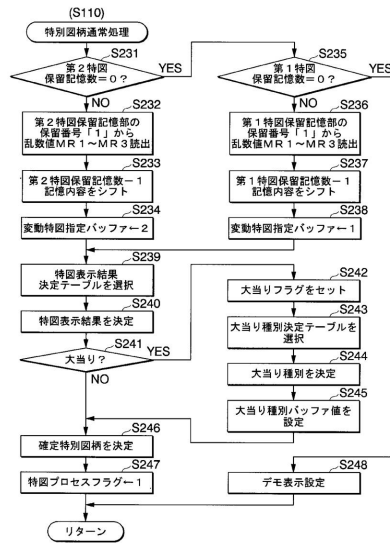 (S110)
特別図柄通常処理
S231
第2特図
保留記憶数=0?
YES
NO
S232
第2特図保留記憶部の
保留番号「1」から
乱数値MR1~MR3読出
S233
第2特図保留記憶数-1
記憶内容をシフト
S234
変動特図指定バッファー2
S235
第1特図
保留記憶数=0?
YES
NO
S236
第1特図保留記憶部の
保留番号「1」から
乱数値MR1~MR3読出
S237
第1特図保留記憶数-1
記憶内容をシフト
S238
変動特図指定バッファー1
S239
特図表示結果
決定テーブルを選択
S240
特図表示結果を決定
S241
大当り?
YES
NO
S242
大当りフラグをセット
S243
大当り種別決定テーブルを
選択
S244
大当り種別を決定
S245
大当り種別バッファ値を
設定
S246
確定特別図柄を決定
S247
特図プロセスフラグー1
S248
デモ表示設定
リターン